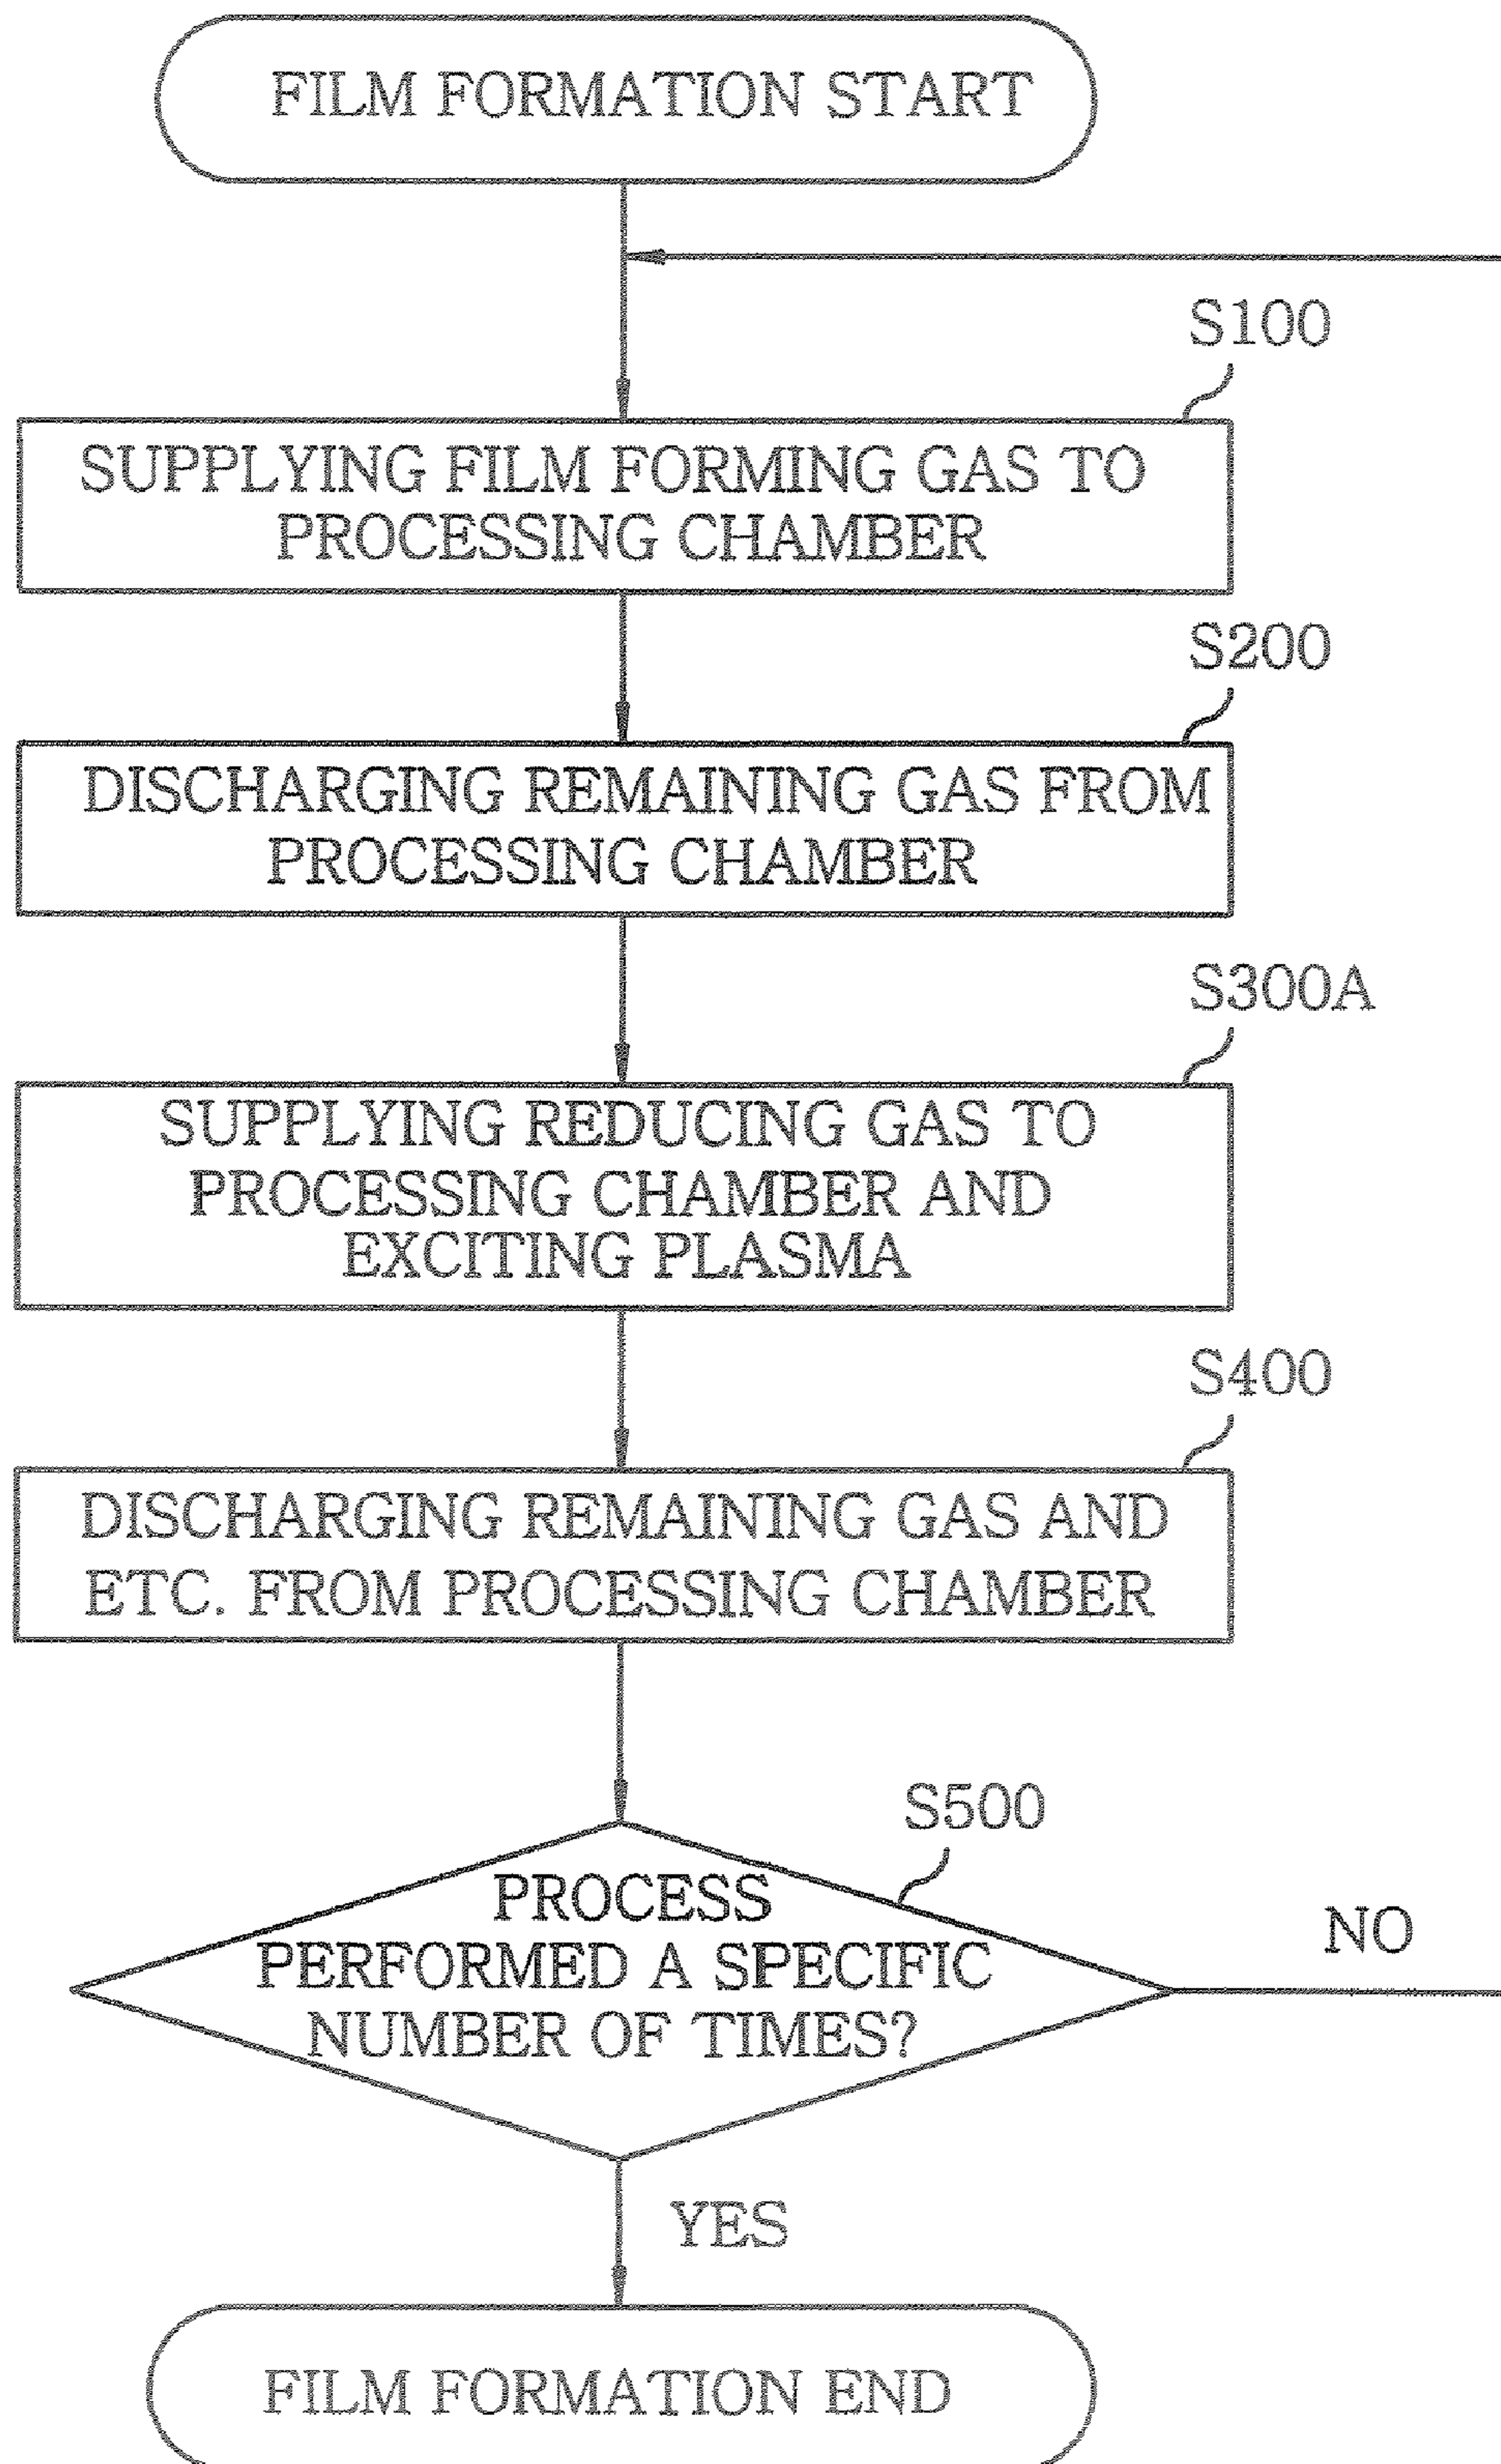 FILM FORMATION START
S100
SUPPLYING FILM FORMING GAS TO
PROCESSING CHAMBER
S200
DISCHARGING REMAINING GAS FROM
PROCESSING CHAMBER
S300A
SUPPLYING REDUCING GAS TO
PROCESSING CHAMBER AND
EXCITING PLASMA
S400
DISCHARGING REMAINING GAS AND
ETC. FROM PROCESSING CHAMBER
S500
PROCESS
PERFORMED A SPECIFIC
NUMBER OF TIMES?
NO
YES
FILM FORMATION END